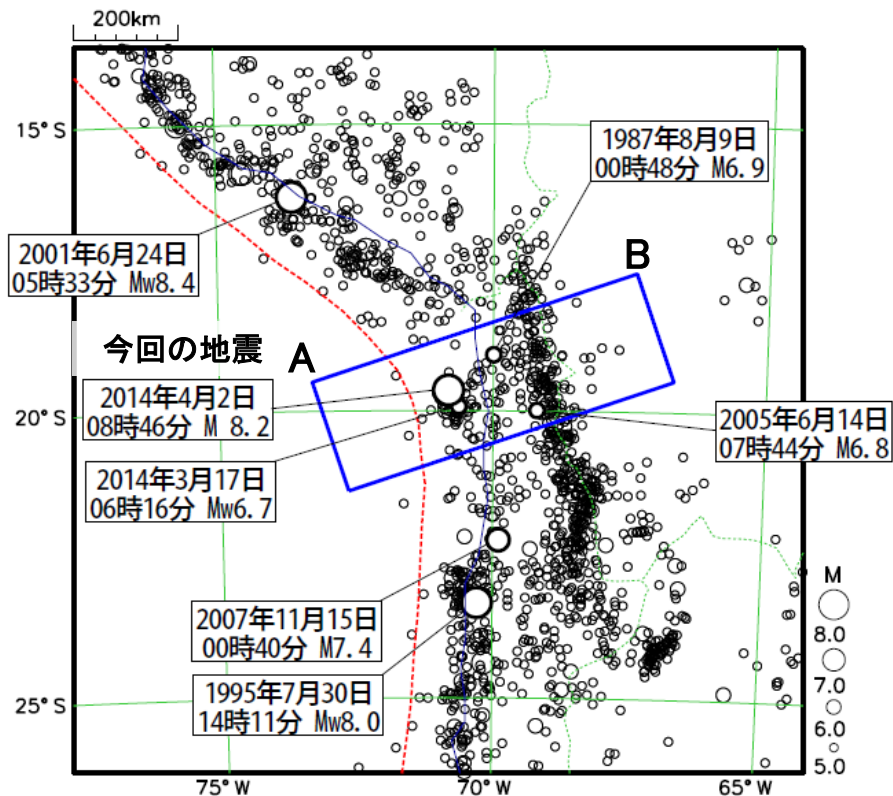 200km
15°S
1987年8月9日
00時48分 M6.9
2001年6月24日
05時33分 Mw8.4
B
今回の地震
A
2014年4月2日
08時46分 M 8.2
20°S
2005年6月14日
07時44分 M6.8
2014年3月17日
06時16分 Mw6.7
2007年11月15日
00時40分 M7.4
1995年7月30日
14時11分 Mw8.0
25°S
M
8.0
7.0
6.0
5.0
75°W
70°W
65°W